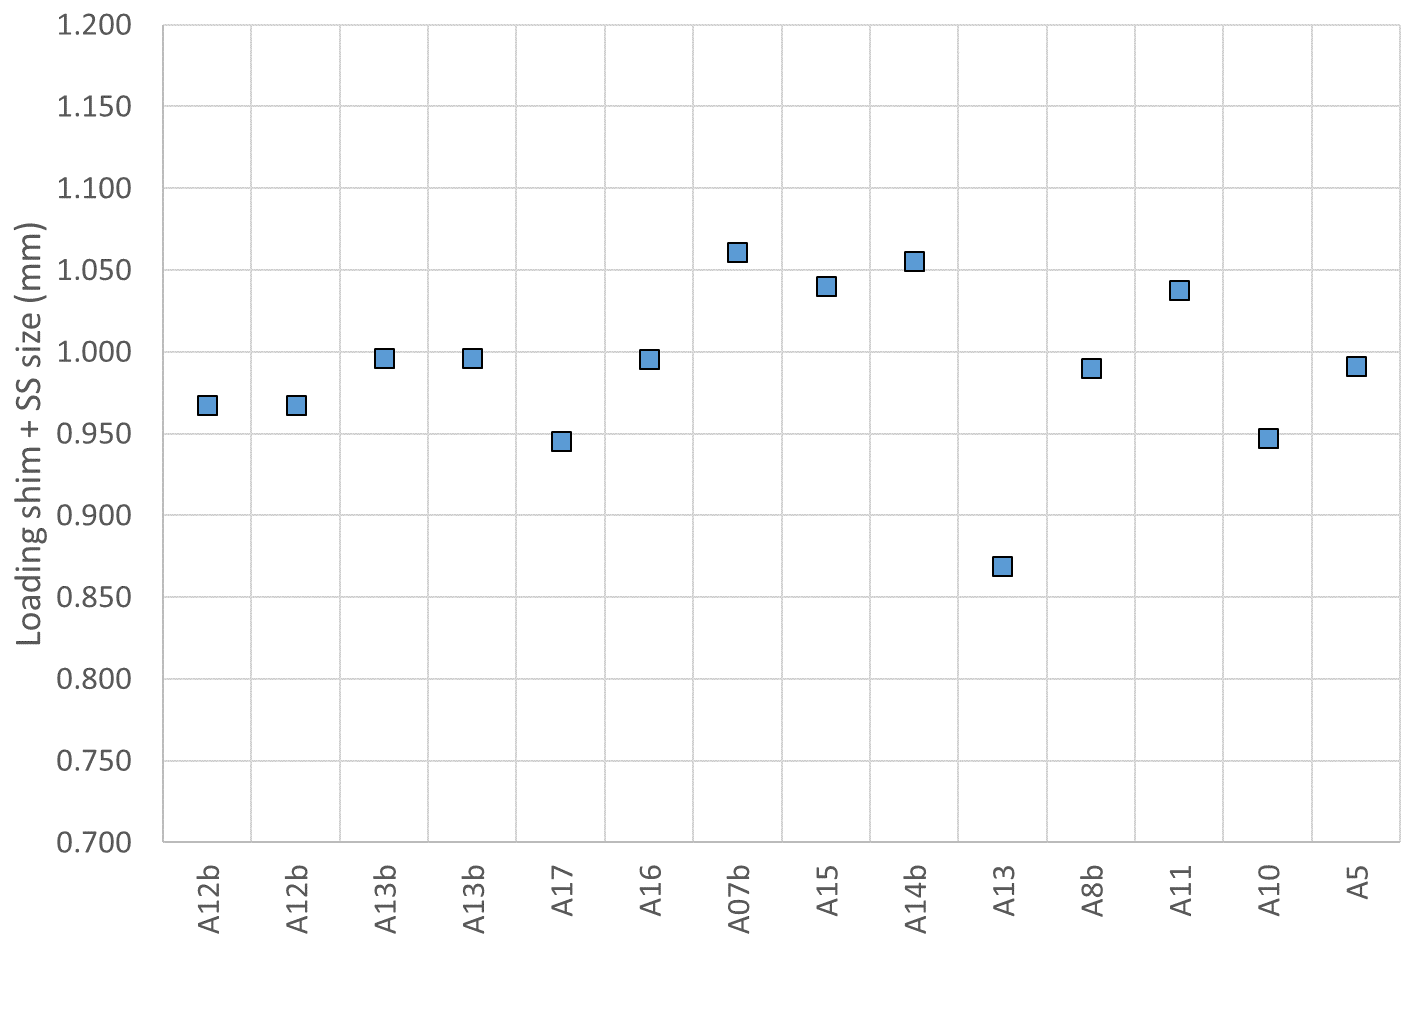 1.200
1.150
1.100
1.050
1.000
0.950
0.900
0.850
0.800
0.750
0.700
Loading shim + SS size (mm)
A12b
A12b
A13b
A13b
A17
A16
A07b
A15
A14b
A13
A8b
A11
A10
A5